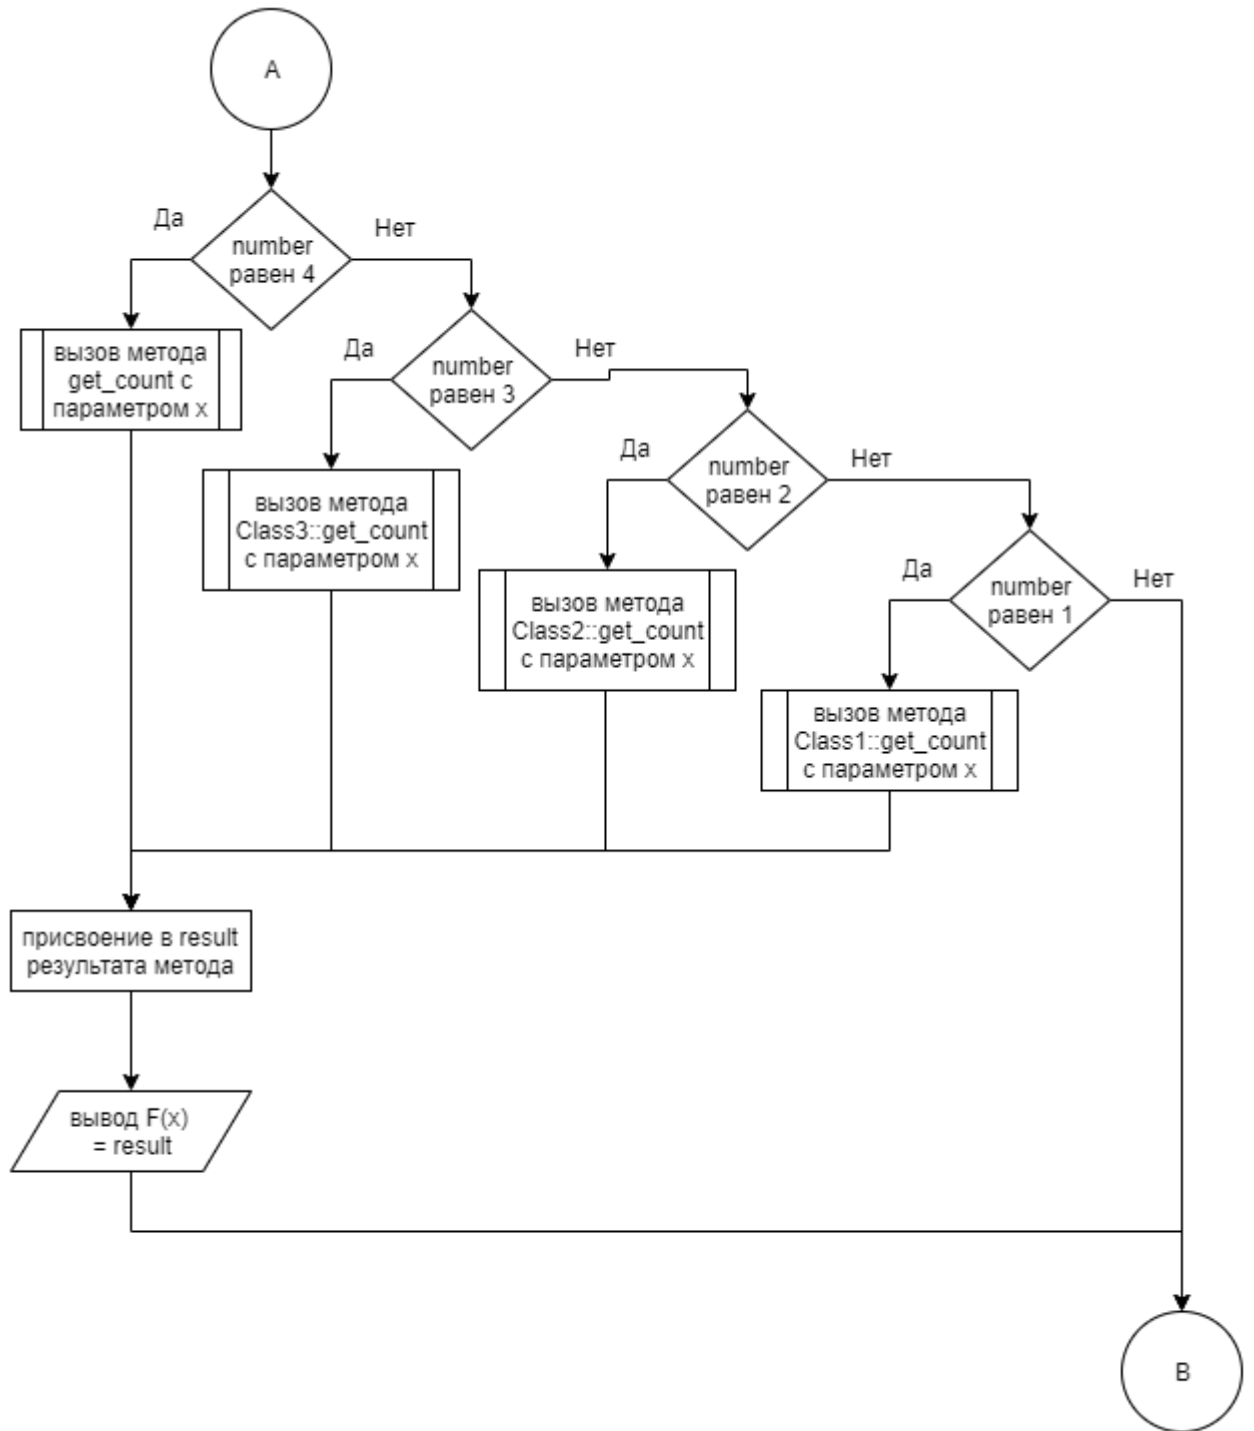 A
Да
Нет
number
равен 4
вызов метода
get_count с
параметром x
Да
Нет
number
равен 3
вызов метода
Class3::get_count
с параметром x
Да
Нет
number
равен 2
вызов метода
Class2::get_count
с параметром x
Да
Нет
number
равен 1
вызов метода
Class1::get_count
с параметром x
присвоение в result
результата метода
вывод F(x)
= result
B